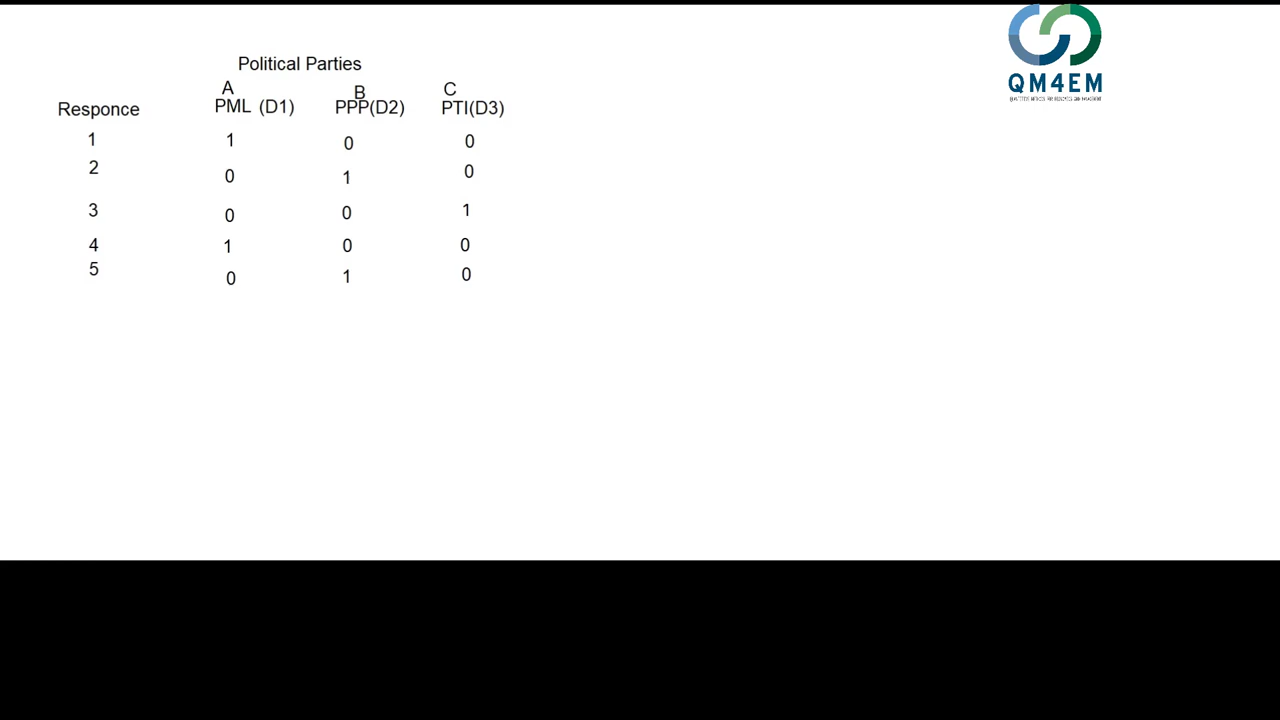 QM4EM
Political Parties
A B C
Responce PML (D1) PPP(D2) PTI(D3)
1 1 0 0
2 0 1 0
3 0 0 1
4 1 0 0
5 0 1 0